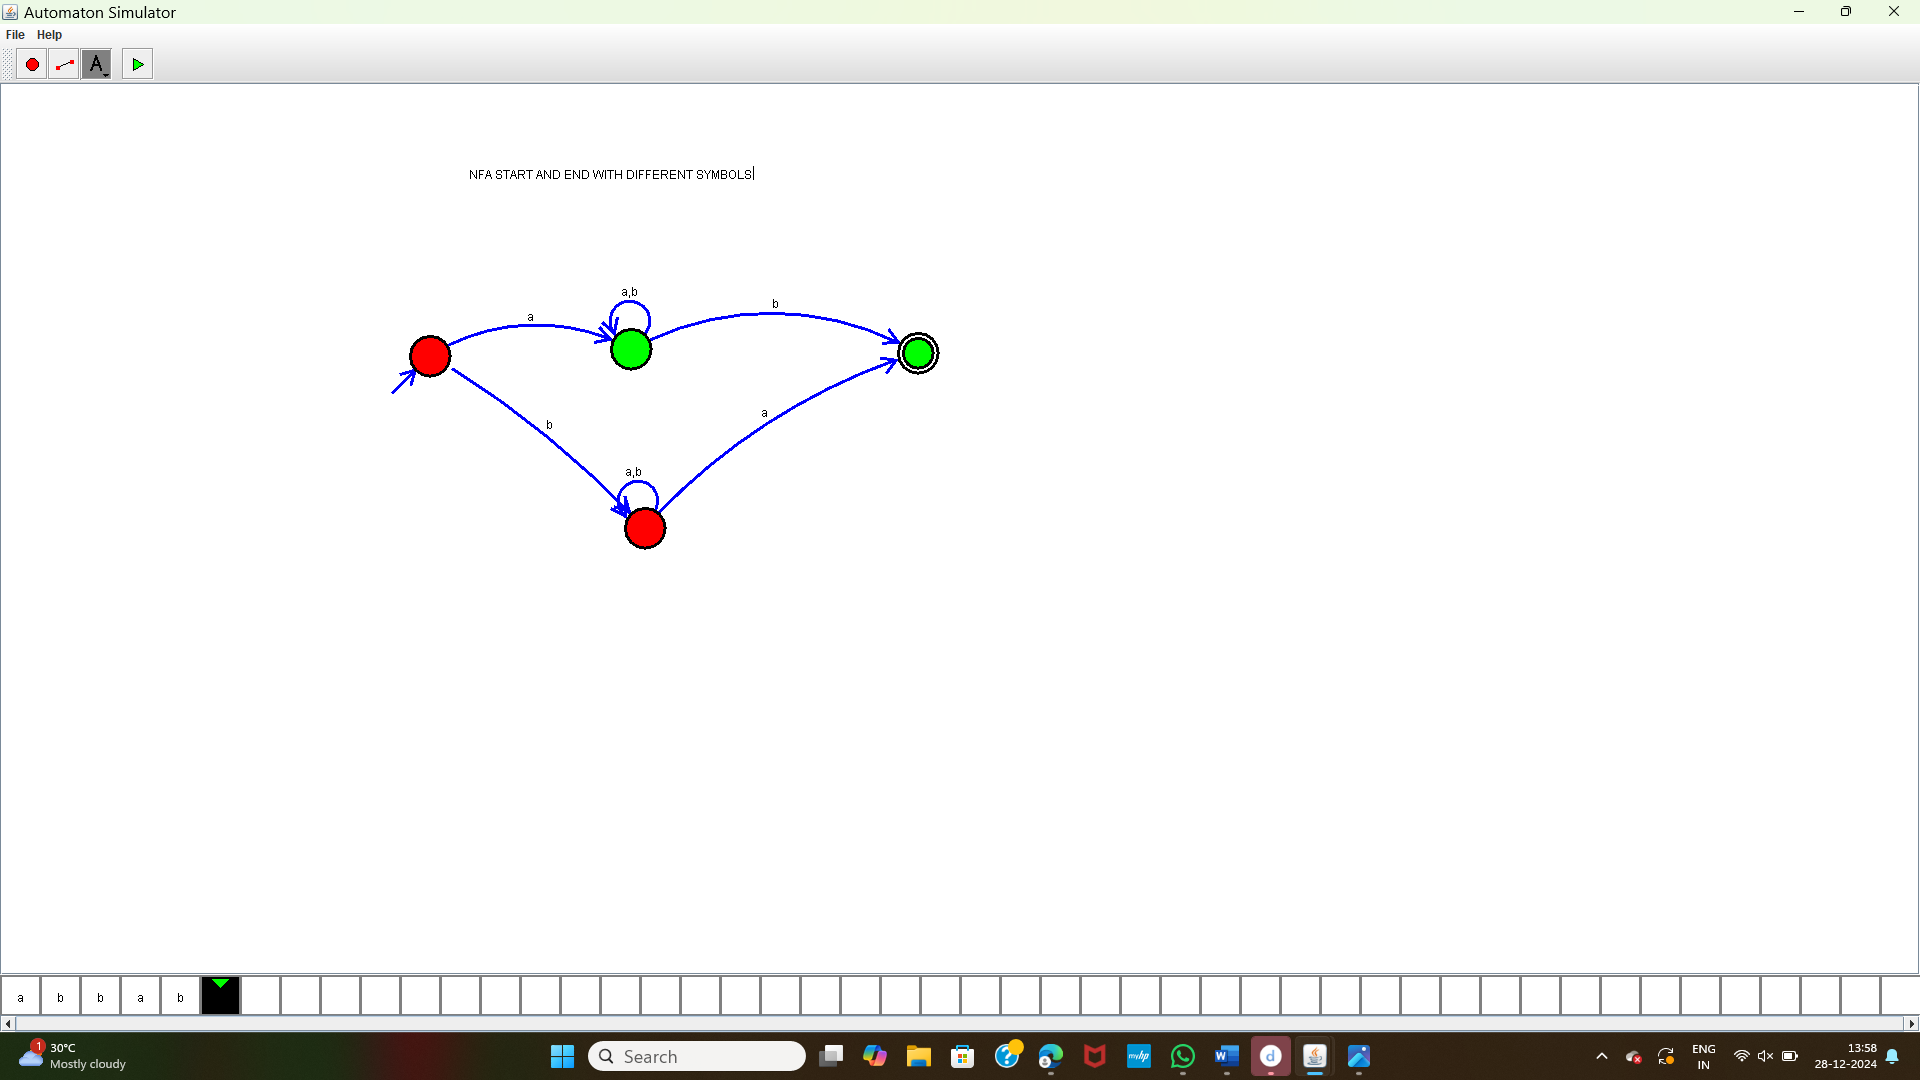 Automaton Simulator
File Help
A
NFA START AND END WITH DIFFERENT SYMBOLS
a,b
b
a
b
a
a,b
a b b a b
1
30°C
Mostly cloudy
Search
?
myhp
W
d
ENG
IN
13:58
28-12-2024